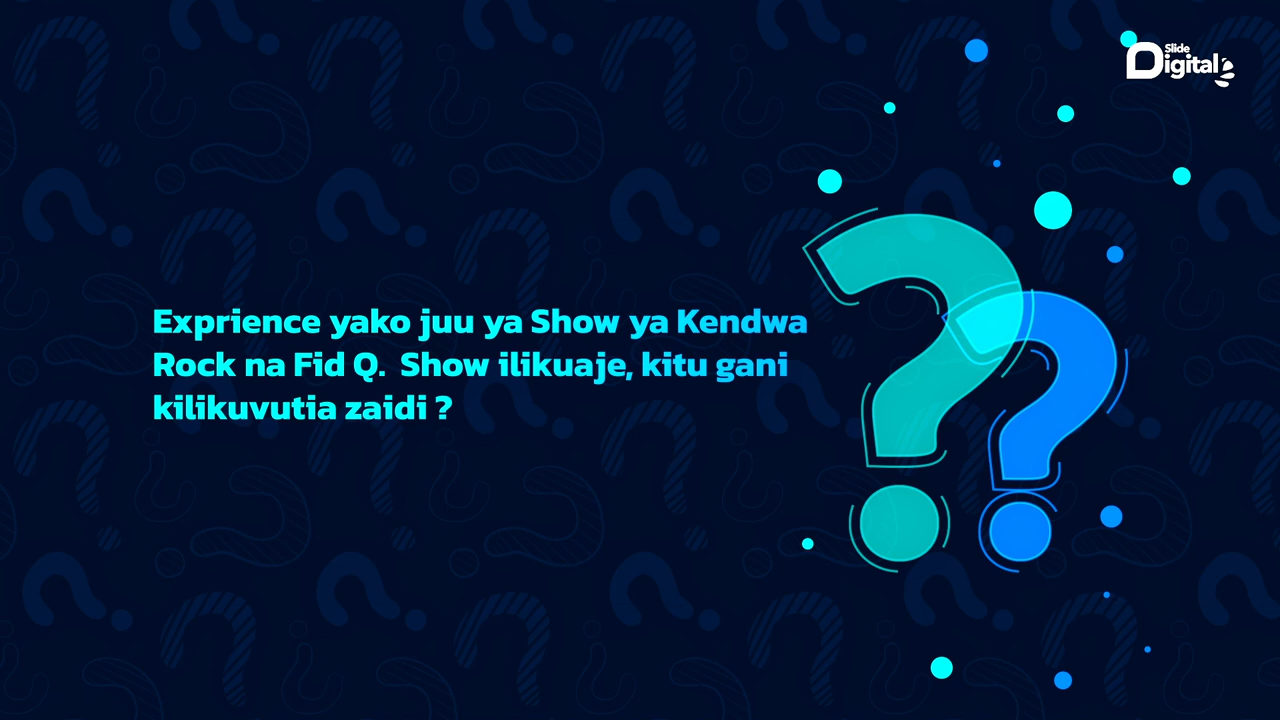 Slide
Digital
Exprience yako juu ya Show ya Kendwa
Rock na Fid Q.  Show ilikuaje, kitu gani
kilikuvutia zaidi ?